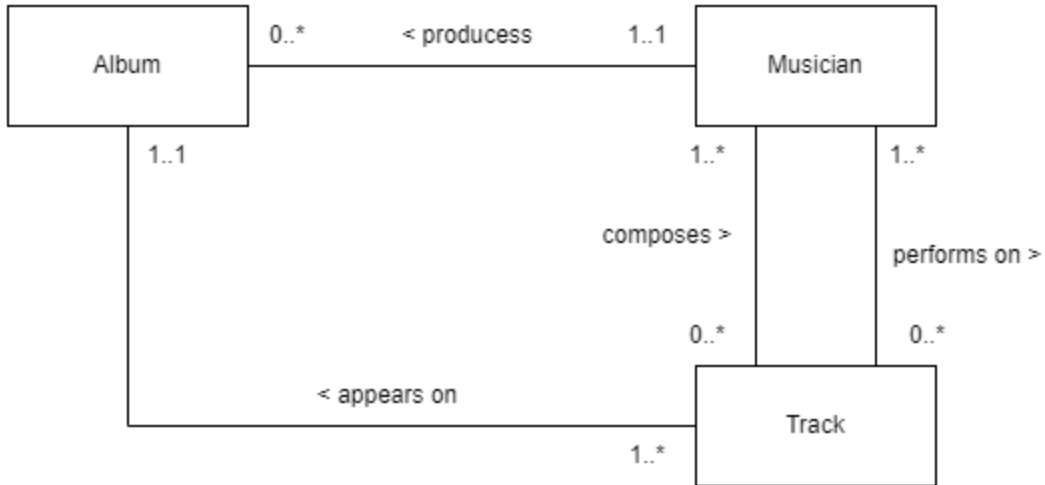 Album
0..*
< producess
1..1
Musician
1..1
1..*
1..*
composes >
performs on >
0..*
0..*
< appears on
Track
1..*